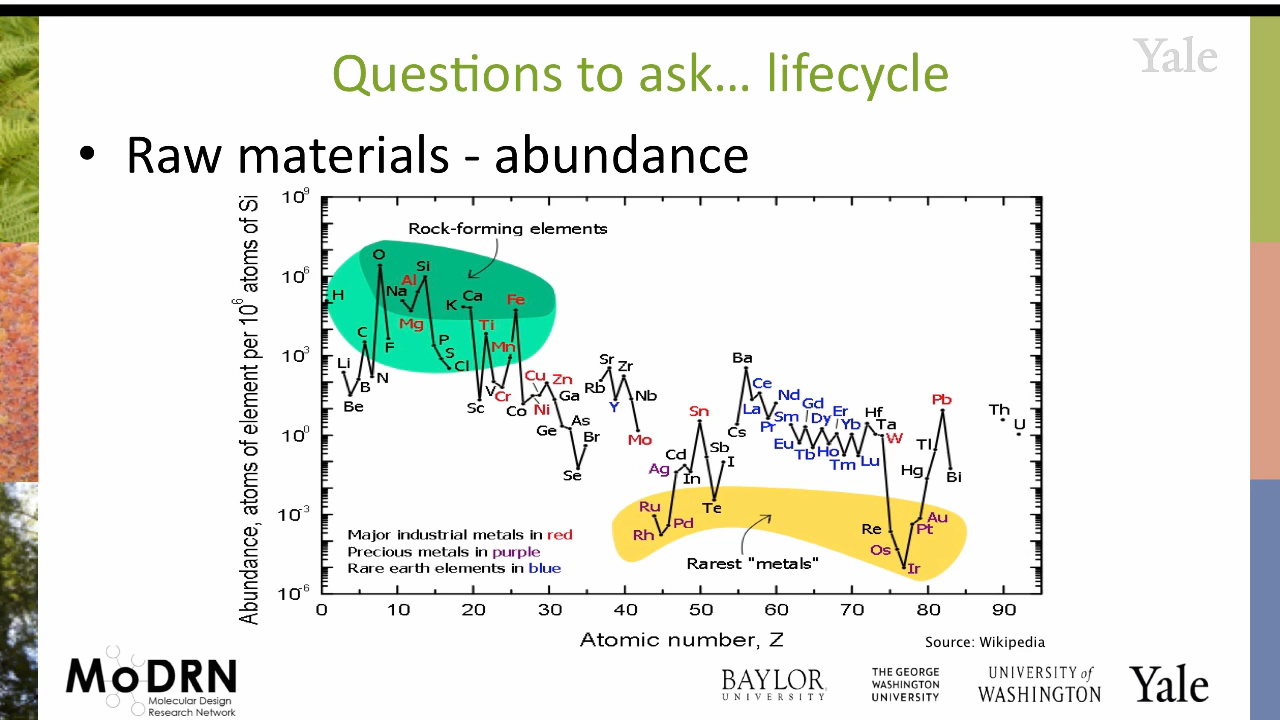 Questions to ask... lifecycle
Yale
• Raw materials - abundance
Abundance, atoms of element per 10⁶ atoms of Si
10⁹
10⁶
10³
10⁰
10⁻³
10⁻⁶
Rock-forming elements
H
Li
Be
B
C
N
O
F
Na
Mg
Al
Si
P
S
Cl
K
Ca
Sc
Ti
V
Cr
Mn
Fe
Co
Ni
Cu
Zn
Ga
Ge
As
Se
Br
Rb
Sr
Y
Zr
Nb
Mo
Ru
Rh
Pd
Ag
Cd
In
Sn
Sb
Te
I
Cs
Ba
La
Ce
Pr
Nd
Sm
Eu
Gd
Tb
Dy
Ho
Er
Tm
Yb
Lu
Hf
Ta
W
Re
Os
Ir
Pt
Au
Hg
Tl
Pb
Bi
Th
U
Rarest "metals"
Major industrial metals in red
Precious metals in purple
Rare earth elements in blue
0 10 20 30 40 50 60 70 80 90
Atomic number, Z
Source: Wikipedia
MoDRN
Molecular Design
Research Network
BAYLOR
UNIVERSITY
THE GEORGE
WASHINGTON
UNIVERSITY
UNIVERSITY of
WASHINGTON
Yale